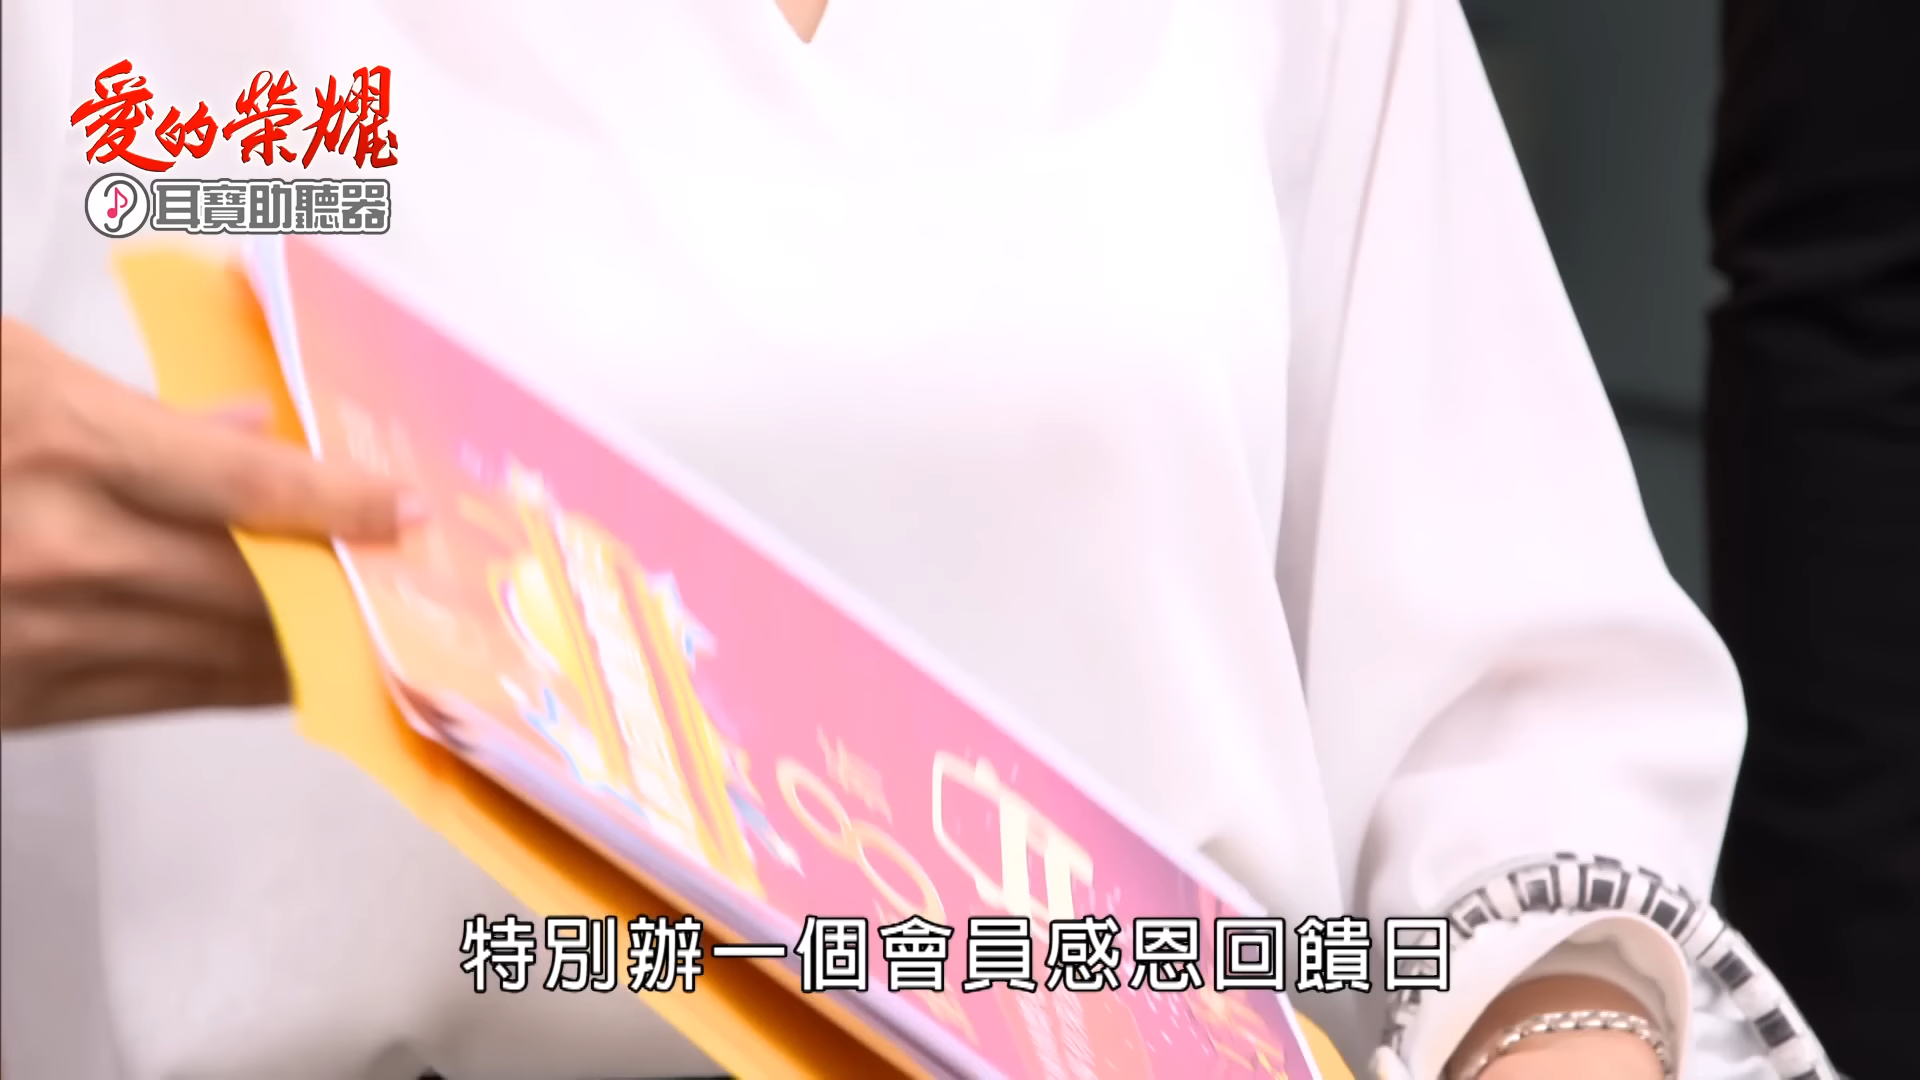 愛的榮耀
耳寶助聽器
特別辦一個會員感恩回饋日